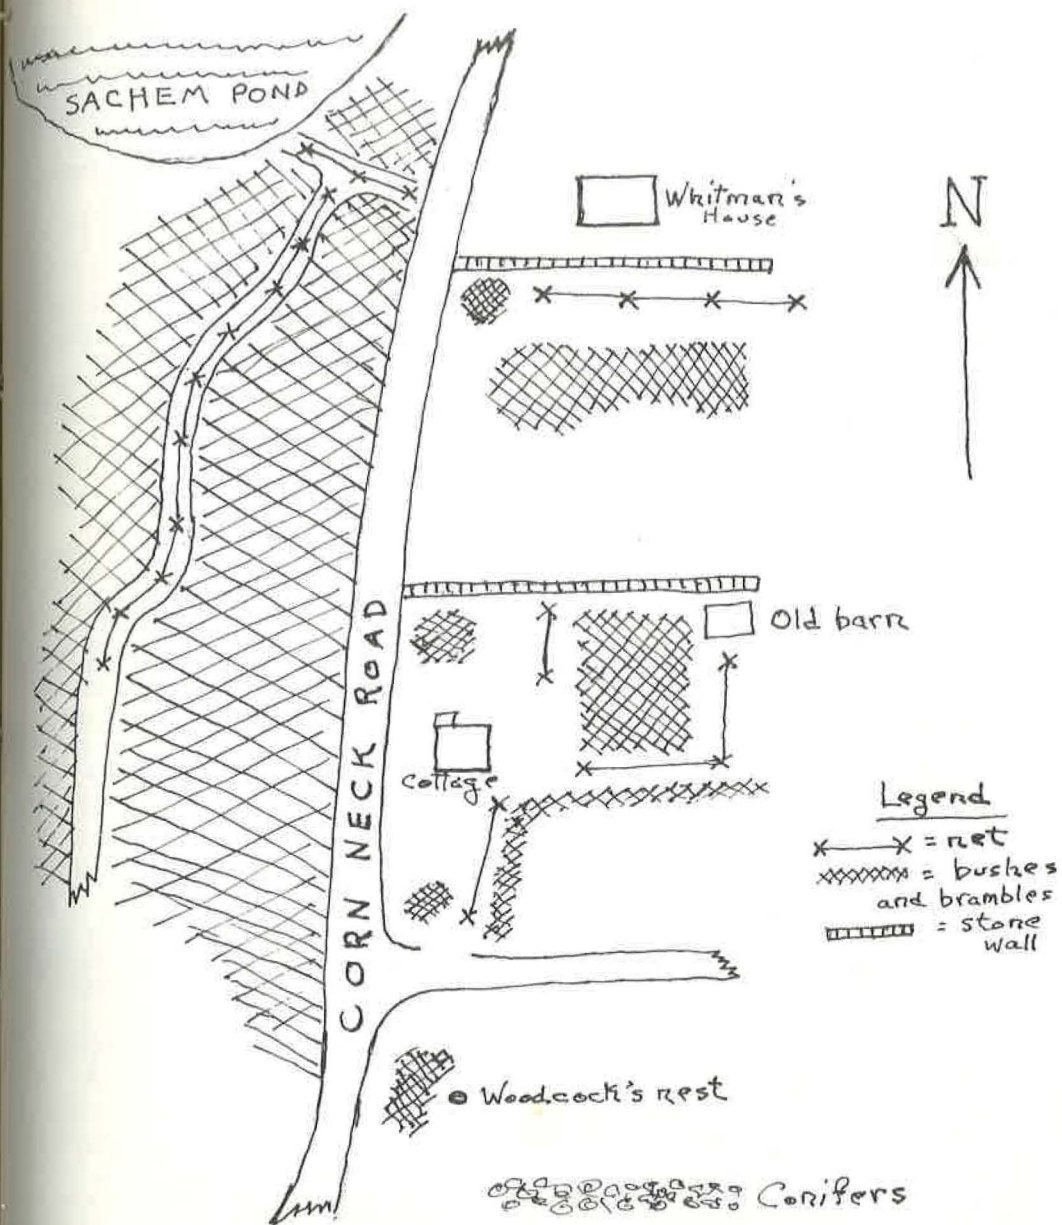 SACHEM POND
Whitman's
House
N
Old barn
CORN NECK ROAD
Cottage
Legend
X—X = net
= bushes
and brambles
= stone
wall
Woodcock's nest
Conifers